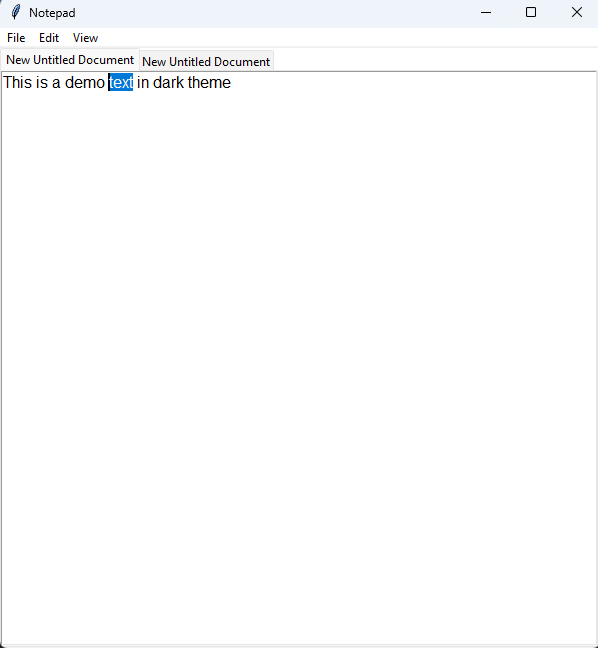 Notepad
File Edit View
New Untitled Document New Untitled Document
This is a demo text in dark theme